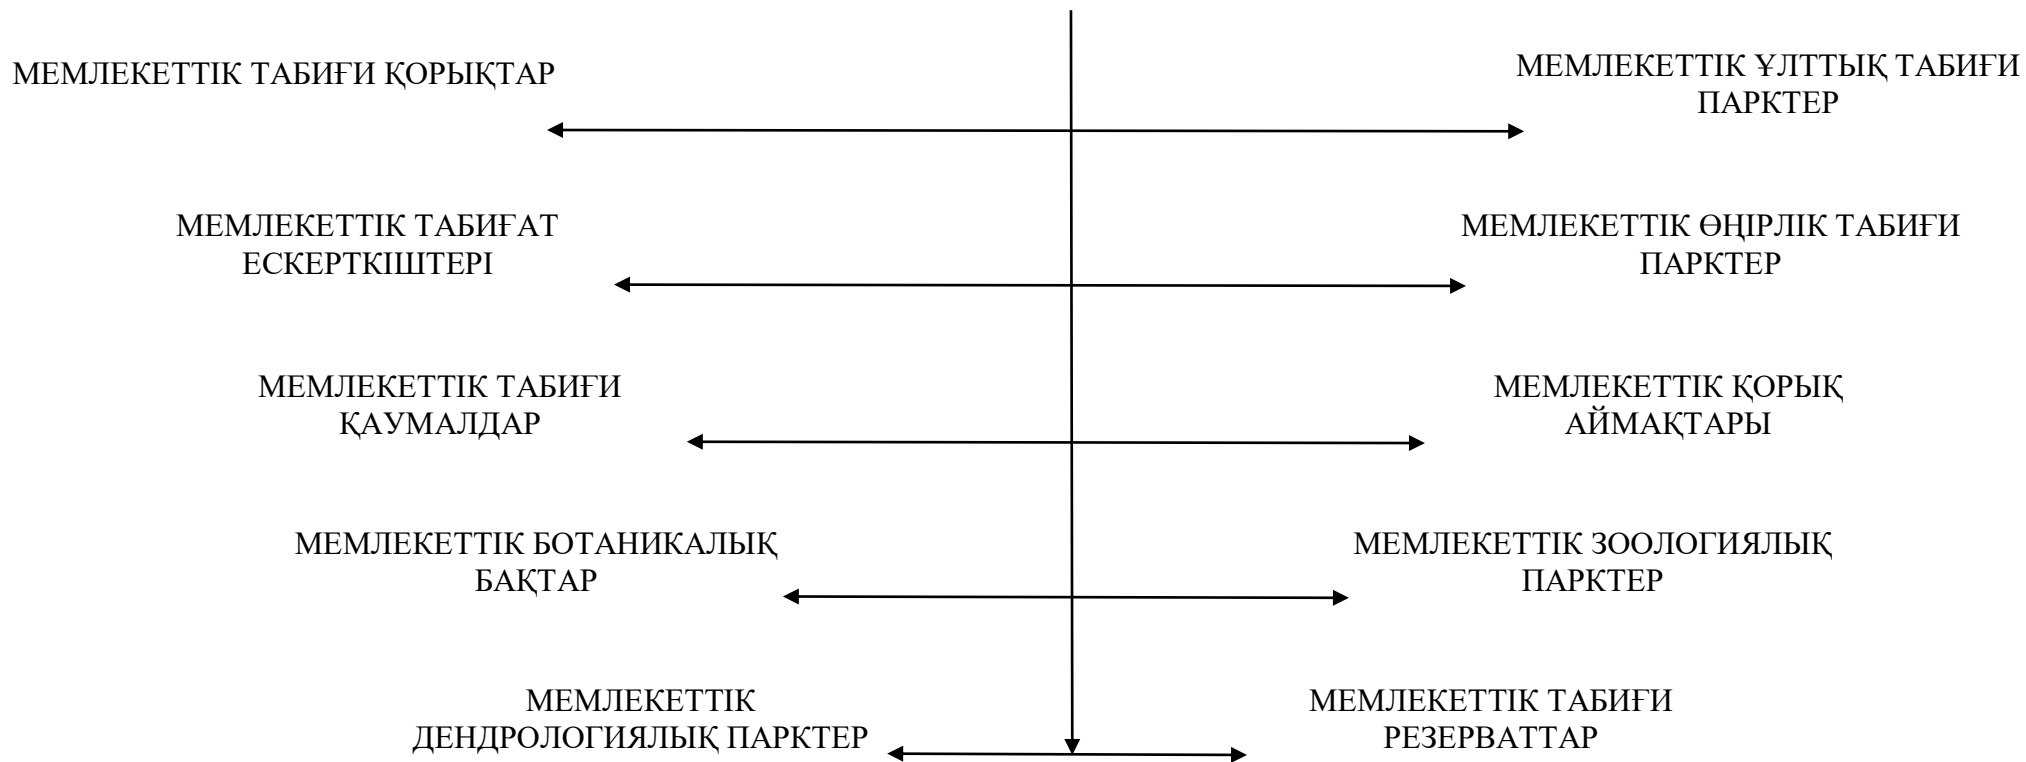 МЕМЛЕКЕТТІК ТАБИҒИ ҚОРЫҚТАР
МЕМЛЕКЕТТІК ҰЛТТЫҚ ТАБИҒИ
ПАРКТЕР
МЕМЛЕКЕТТІК ТАБИҒАТ
ЕСКЕРТКІШТЕРІ
МЕМЛЕКЕТТІК ӨҢІРЛІК ТАБИҒИ
ПАРКТЕР
МЕМЛЕКЕТТІК ТАБИҒИ
ҚАУМАЛДАР
МЕМЛЕКЕТТІК ҚОРЫҚ
АЙМАҚТАРЫ
МЕМЛЕКЕТТІК БОТАНИКАЛЫҚ
БАҚТАР
МЕМЛЕКЕТТІК ЗООЛОГИЯЛЫҚ
ПАРКТЕР
МЕМЛЕКЕТТІК
ДЕНДРОЛОГИЯЛЫҚ ПАРКТЕР
МЕМЛЕКЕТТІК ТАБИҒИ
РЕЗЕРВАТТАР